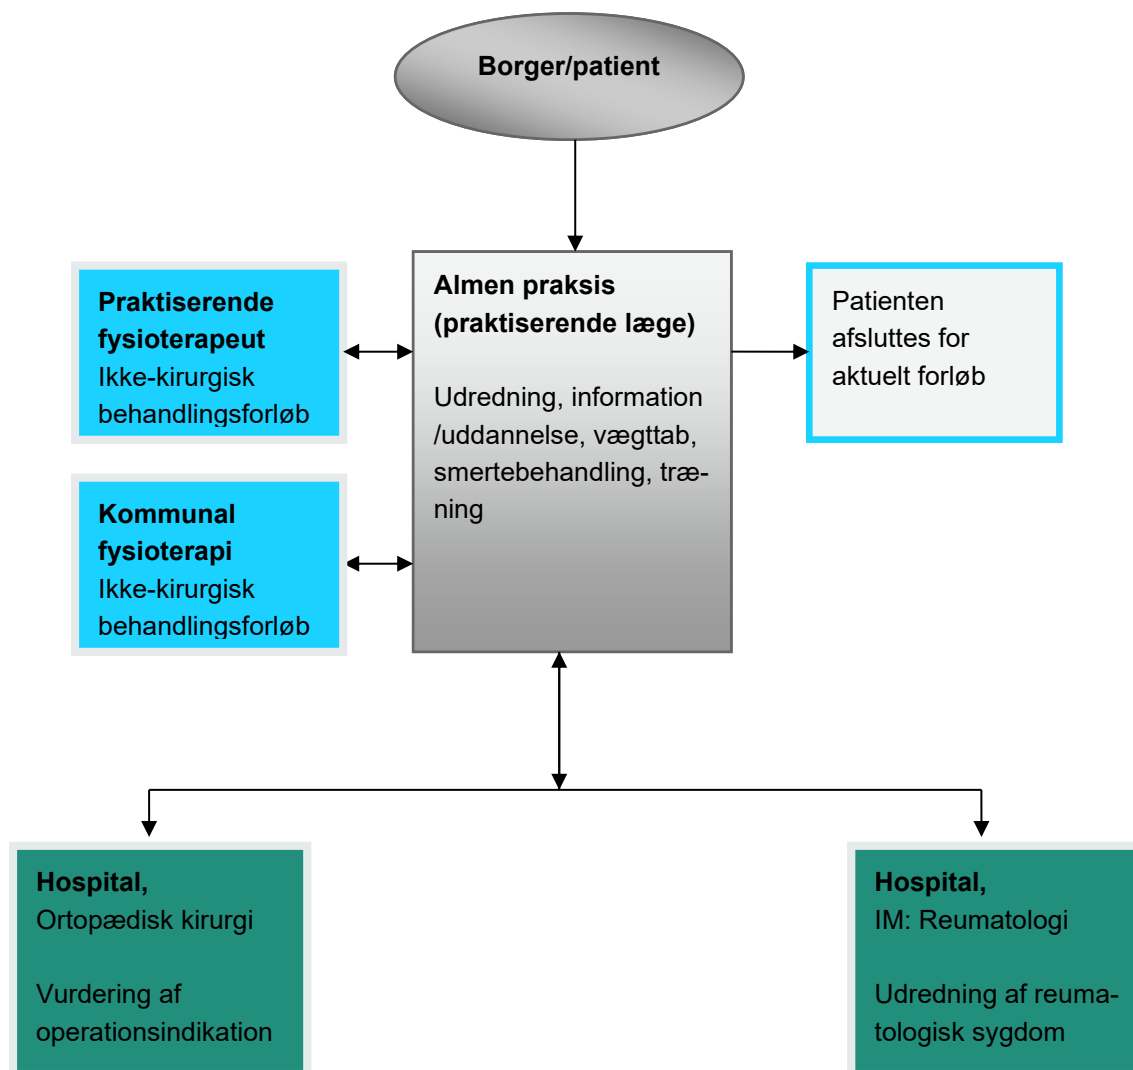 Borger/patient
Praktiserende
fysioterapeut
Ikke-kirurgisk
behandlingsforløb
Kommunal
fysioterapi
Ikke-kirurgisk
behandlingsforløb
Almen praksis
(praktiserende læge)
Udredning, information
/uddannelse, vægttab,
smertebehandling, træ-
ning
Patienten
afsluttes for
aktuelt forløb
Hospital,
Ortopædisk kirurgi
Vurdering af
operationsindikation
Hospital,
IM: Reumatologi
Udredning af reuma-
tologisk sygdom